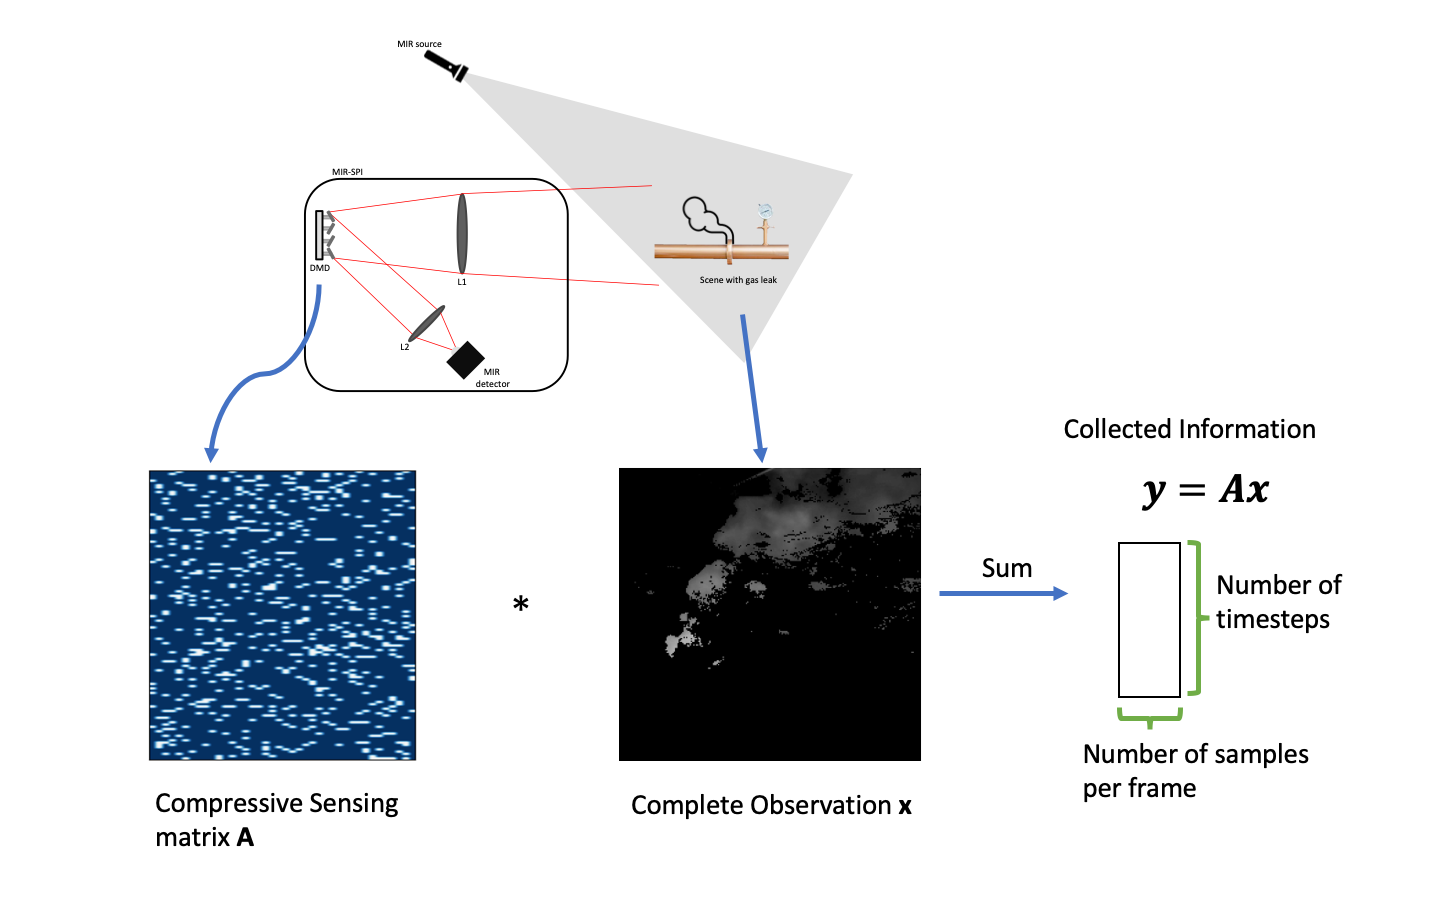 MIR source
MIR-SPI
DMD
L1
L2
MIR
detector
Scene with gas leak
Collected Information
y = Ax
*
Sum
Number of
timesteps
Number of samples
per frame
Compressive Sensing
matrix A
Complete Observation x